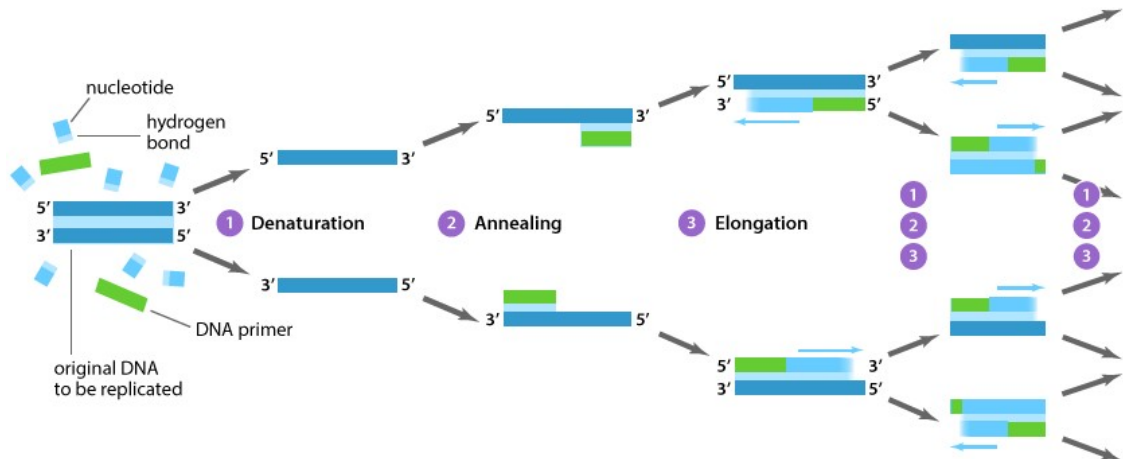 nucleotide
hydrogen
bond
5′ 3′
3′ 5′
DNA primer
original DNA
to be replicated
5′ 3′
1 Denaturation
3′ 5′
5′ 3′
2 Annealing
3′ 5′
5′ 3′
3′ 5′
3 Elongation
5′ 3′
3′ 5′
1
2
3
1
2
3